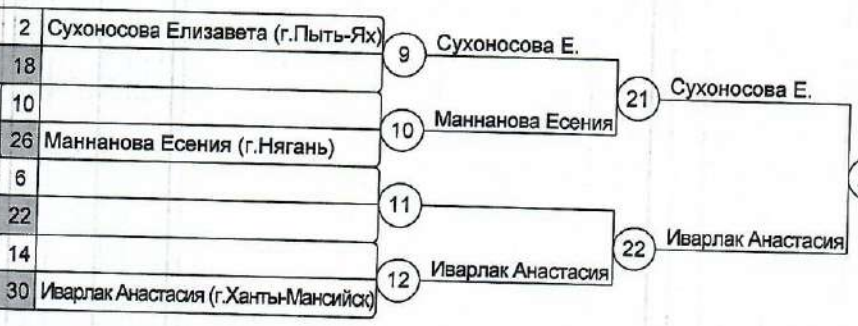 2 Сухоносова Елизавета (г.Пыть-Ях)
18
10
26 Маннанова Есения (г.Нягань)
6
22
14
30 Иварлак Анастасия (г.Ханты-Мансийск)
9 Сухоносова Е.
10 Маннанова Есения
11
12 Иварлак Анастасия
21 Сухоносова Е.
22 Иварлак Анастасия